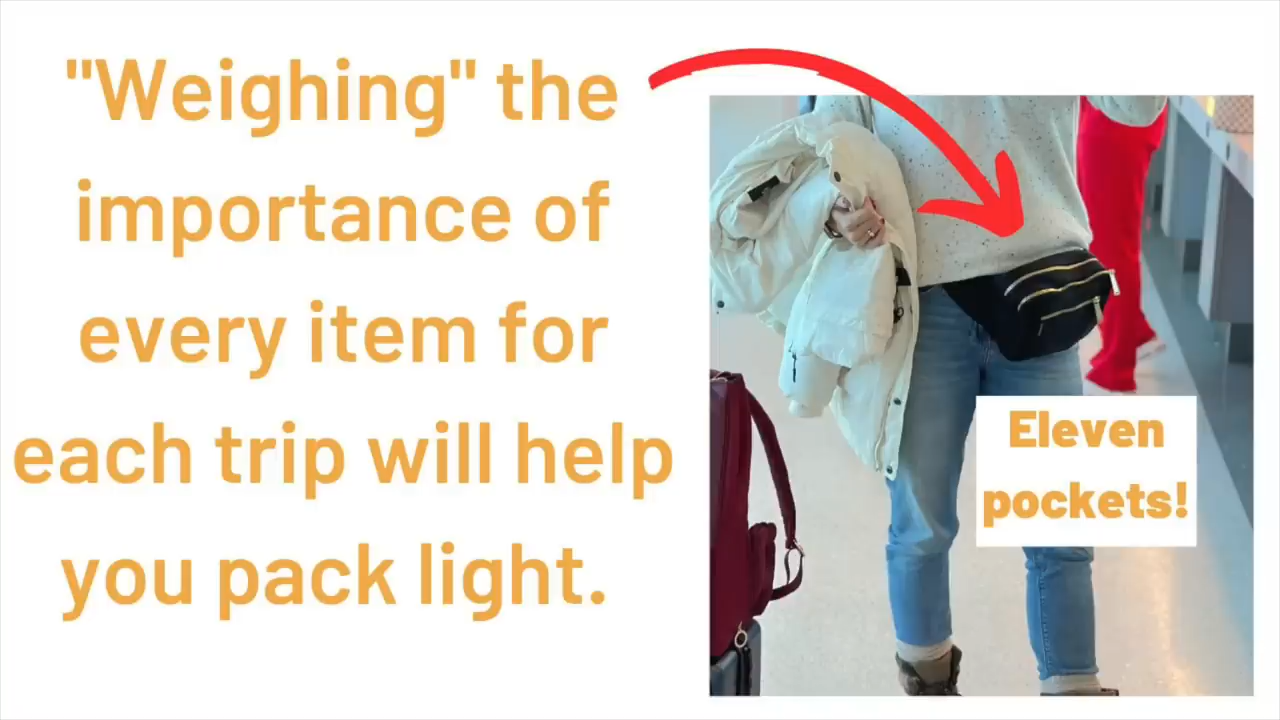 "Weighing" the
importance of
every item for
each trip will help
you pack light.
Eleven
pockets!